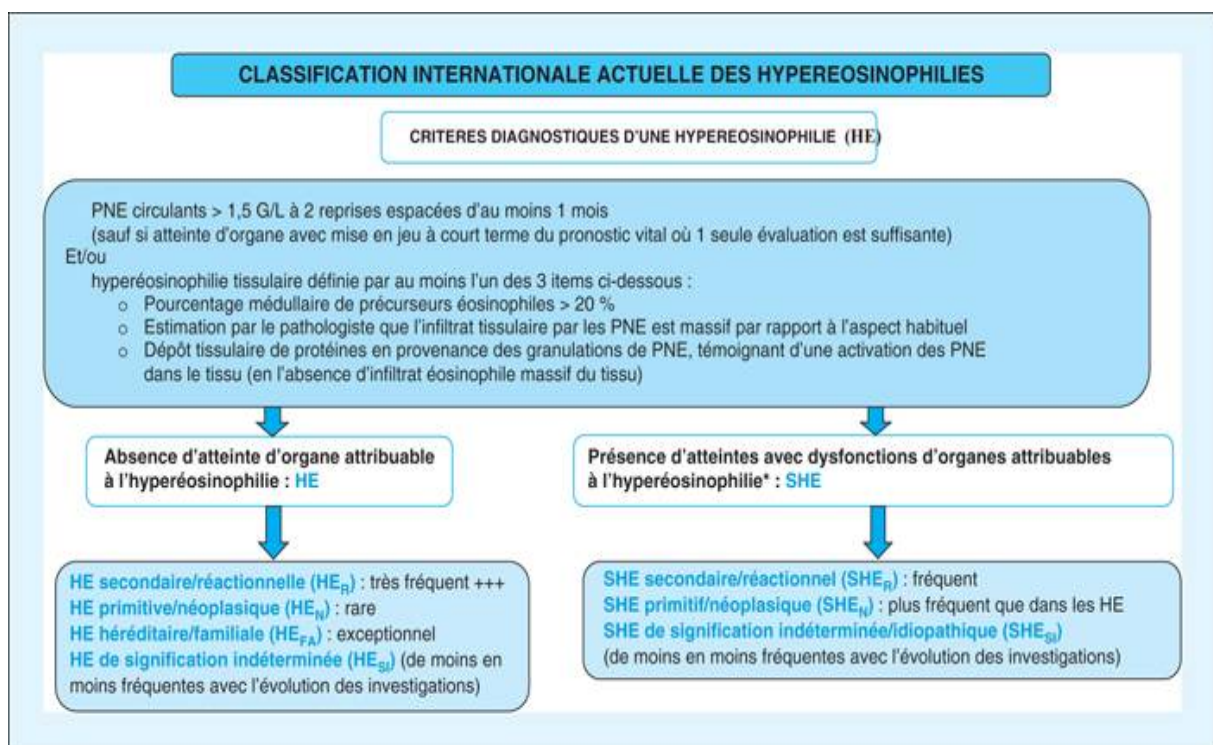 CLASSIFICATION INTERNATIONALE ACTUELLE DES HYPEREOSINOPHILIES
CRITERES DIAGNOSTIQUES D'UNE HYPEREOSINOPHILIE (HE)
PNE circulants > 1,5 G/L à 2 reprises espacées d'au moins 1 mois
(sauf si atteinte d'organe avec mise en jeu à court terme du pronostic vital où 1 seule évaluation est suffisante)
Et/ou
hyperéosinophilie tissulaire définie par au moins l'un des 3 items ci-dessous :
o Pourcentage médullaire de précurseurs éosinophiles > 20 %
o Estimation par le pathologiste que l'infiltrat tissulaire par les PNE est massif par rapport à l'aspect habituel
o Dépôt tissulaire de protéines en provenance des granulations de PNE, témoignant d'une activation des PNE
dans le tissu (en l'absence d'infiltrat éosinophile massif du tissu)
Absence d'atteinte d'organe attribuable
à l'hyperéosinophilie : HE
HE secondaire/réactionnelle (HER) : très fréquent +++
HE primitive/néoplasique (HEN) : rare
HE héréditaire/familiale (HEFA) : exceptionnel
HE de signification indéterminée (HESI) (de moins en
moins fréquentes avec l'évolution des investigations)
Présence d'atteintes avec dysfonctions d'organes attribuables
à l'hyperéosinophilie* : SHE
SHE secondaire/réactionnel (SHER) : fréquent
SHE primitif/néoplasique (SHEN) : plus fréquent que dans les HE
SHE de signification indéterminée/idiopathique (SHESI)
(de moins en moins fréquentes avec l'évolution des investigations)